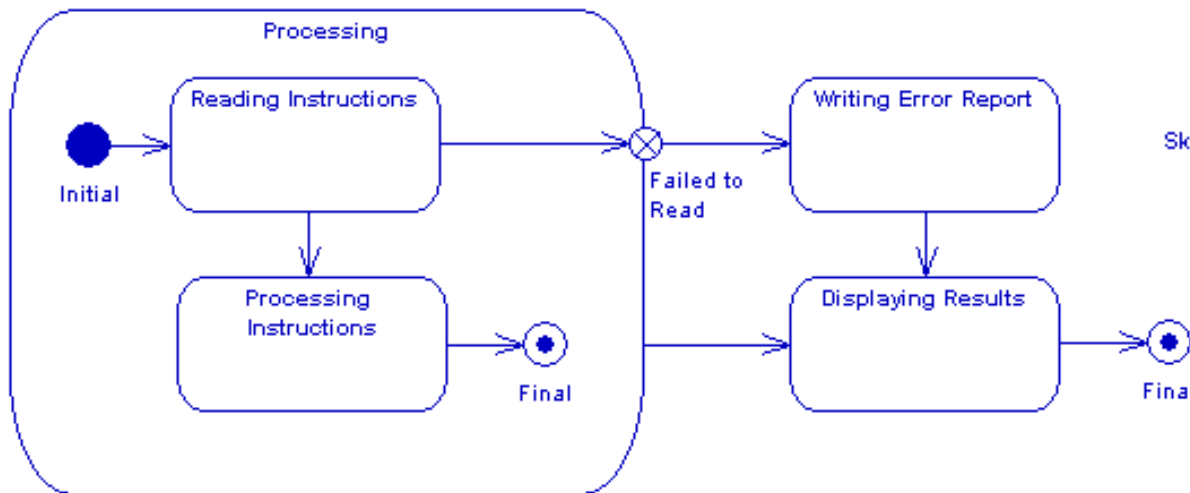 Processing
Reading Instructions
Writing Error Report
Sk
Initial
Failed to
Read
Processing
Instructions
Displaying Results
Final
Fina